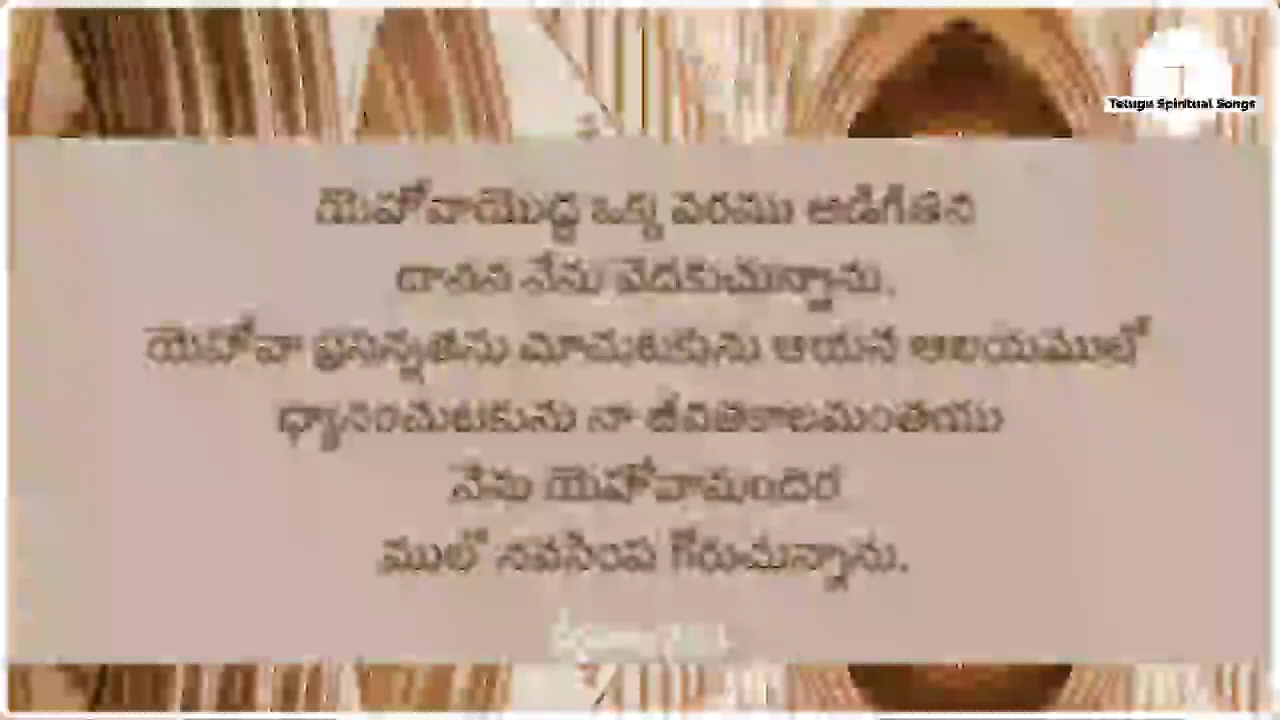 Telugu Spiritual Songs
యెహోవాయొద్ద ఒక్క వరము అడిగితిని
దానిని నేను వెదకుచున్నాను.
యెహోవా ప్రసన్నతను చూచుటకును ఆయన ఆలయములో
ధ్యానించుటకును నా జీవితకాలమంతయు
నేను యెహోవామందిర
ములో నివసింప గోరుచున్నాను.